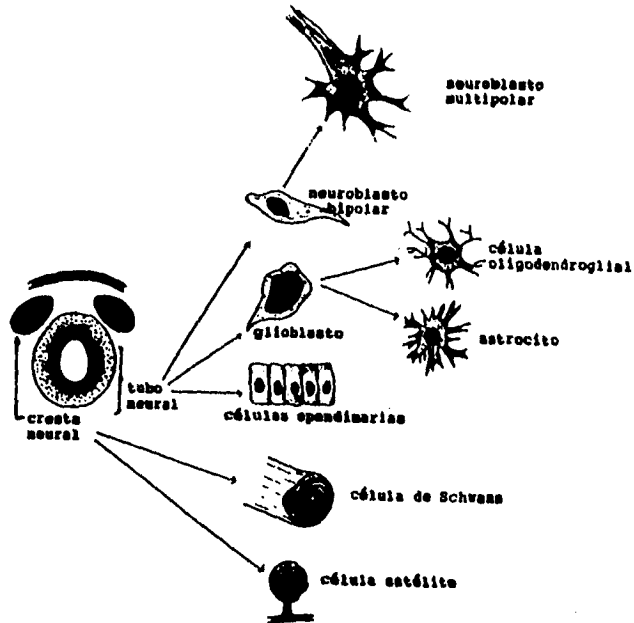 neuroblasto
multipolar
neuroblasto
bipolar
célula
oligodendroglial
glioblasto
astrocito
tubo
neural
cresta
neural
células ependimarias
célula de Schwann
célula satélite